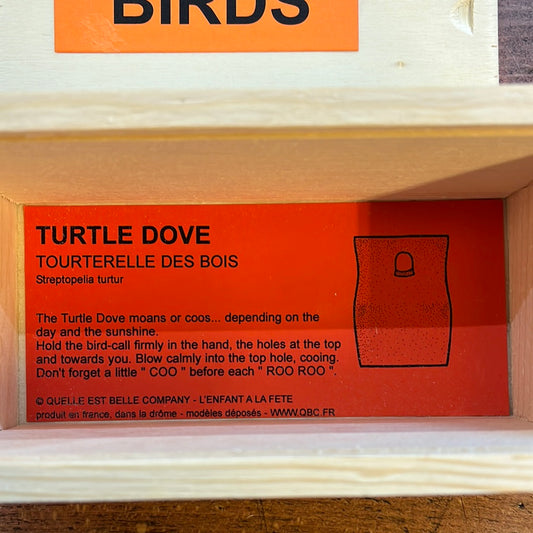 BIRDS
TURTLE DOVE
TOURTERELLE DES BOIS
Streptopelia turtur
The Turtle Dove moans or coos... depending on the
day and the sunshine.
Hold the bird-call firmly in the hand, the holes at the top
and towards you. Blow calmly into the top hole, cooing.
Don't forget a little " COO " before each " ROO ROO ".
© QUELLE EST BELLE COMPANY - L'ENFANT A LA FETE
produit en france, dans la drôme - modèles déposés - WWW.QBC.FR